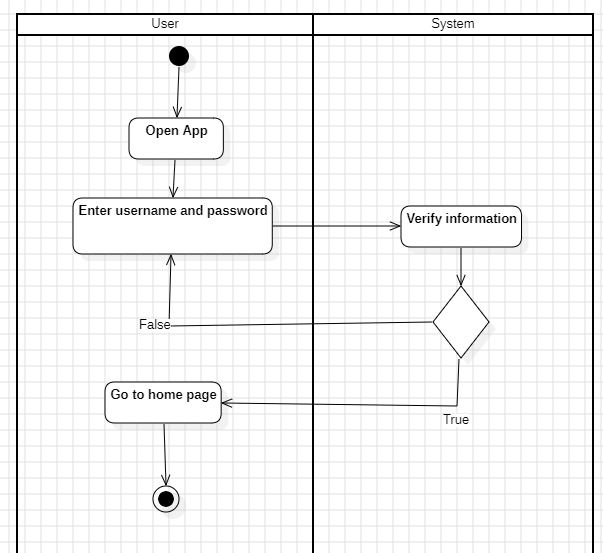 User
System
Open App
Enter username and password
Verify information
False
Go to home page
True